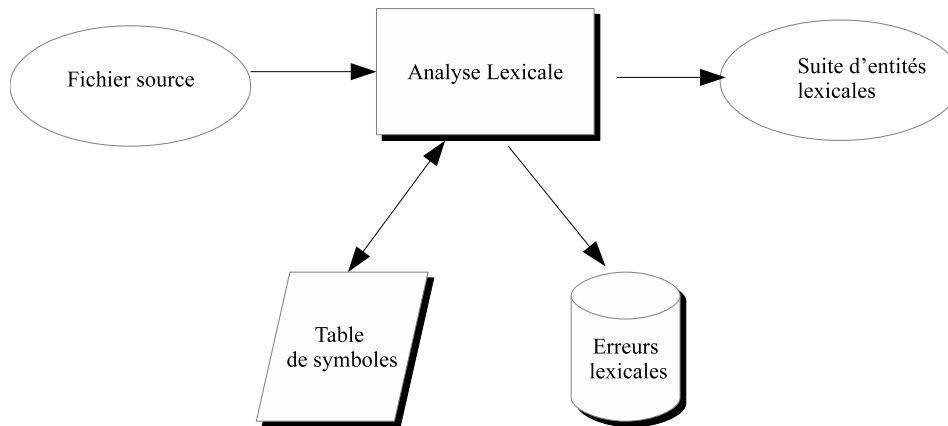 Fichier source
Analyse Lexicale
Suite d’entités
lexicales
Table
de symboles
Erreurs
lexicales